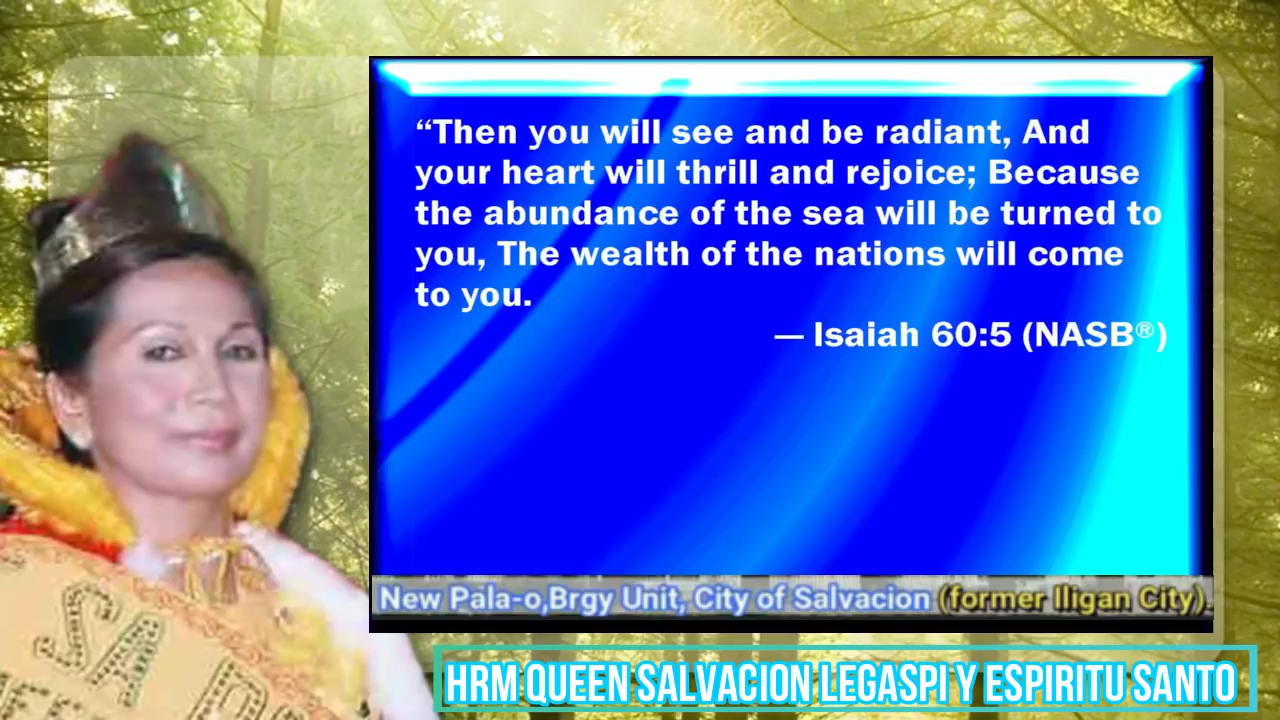 “Then you will see and be radiant, And
your heart will thrill and rejoice; Because
the abundance of the sea will be turned to
you, The wealth of the nations will come
to you.
— Isaiah 60:5 (NASB®)
New Pala-o,Brgy Unit, City of Salvacion (former Iligan City).
HRM QUEEN SALVACION LEGASPI Y ESPIRITU SANTO